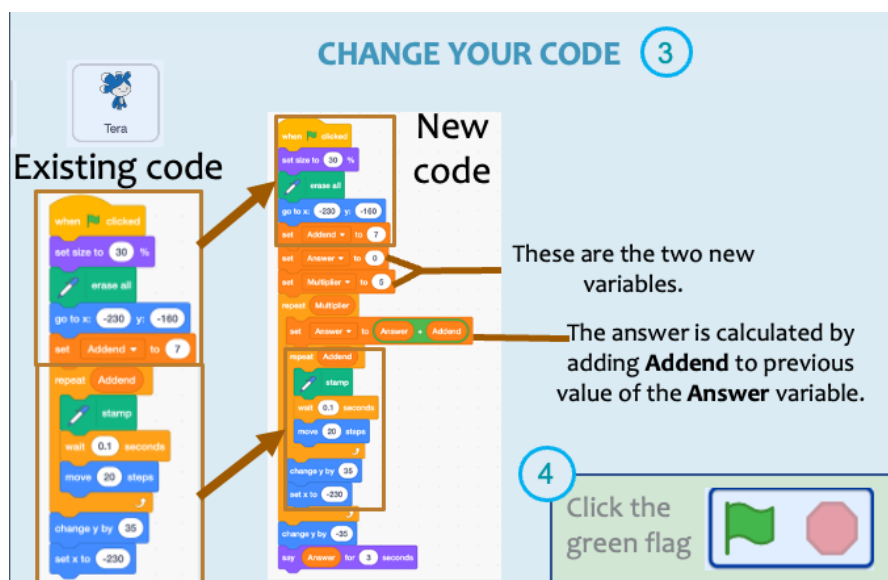 CHANGE YOUR CODE 3
Tera
Existing code
when clicked
set size to 30 %
erase all
go to x: -230 y: -160
set Addend to 7
repeat Addend
stamp
wait 0.1 seconds
move 20 steps
change y by 35
set x to -230
New
code
when clicked
set size to 30 %
erase all
go to x: -230 y: -160
set Addend to 7
set Answer to 0
set Multiplier to 5
repeat Multiplier
set Answer to Answer + Addend
repeat Addend
stamp
wait 0.1 seconds
move 20 steps
change y by 35
set x to -230
change y by -35
say Answer for 3 seconds
These are the two new
variables.
The answer is calculated by
adding Addend to previous
value of the Answer variable.
4
Click the
green flag